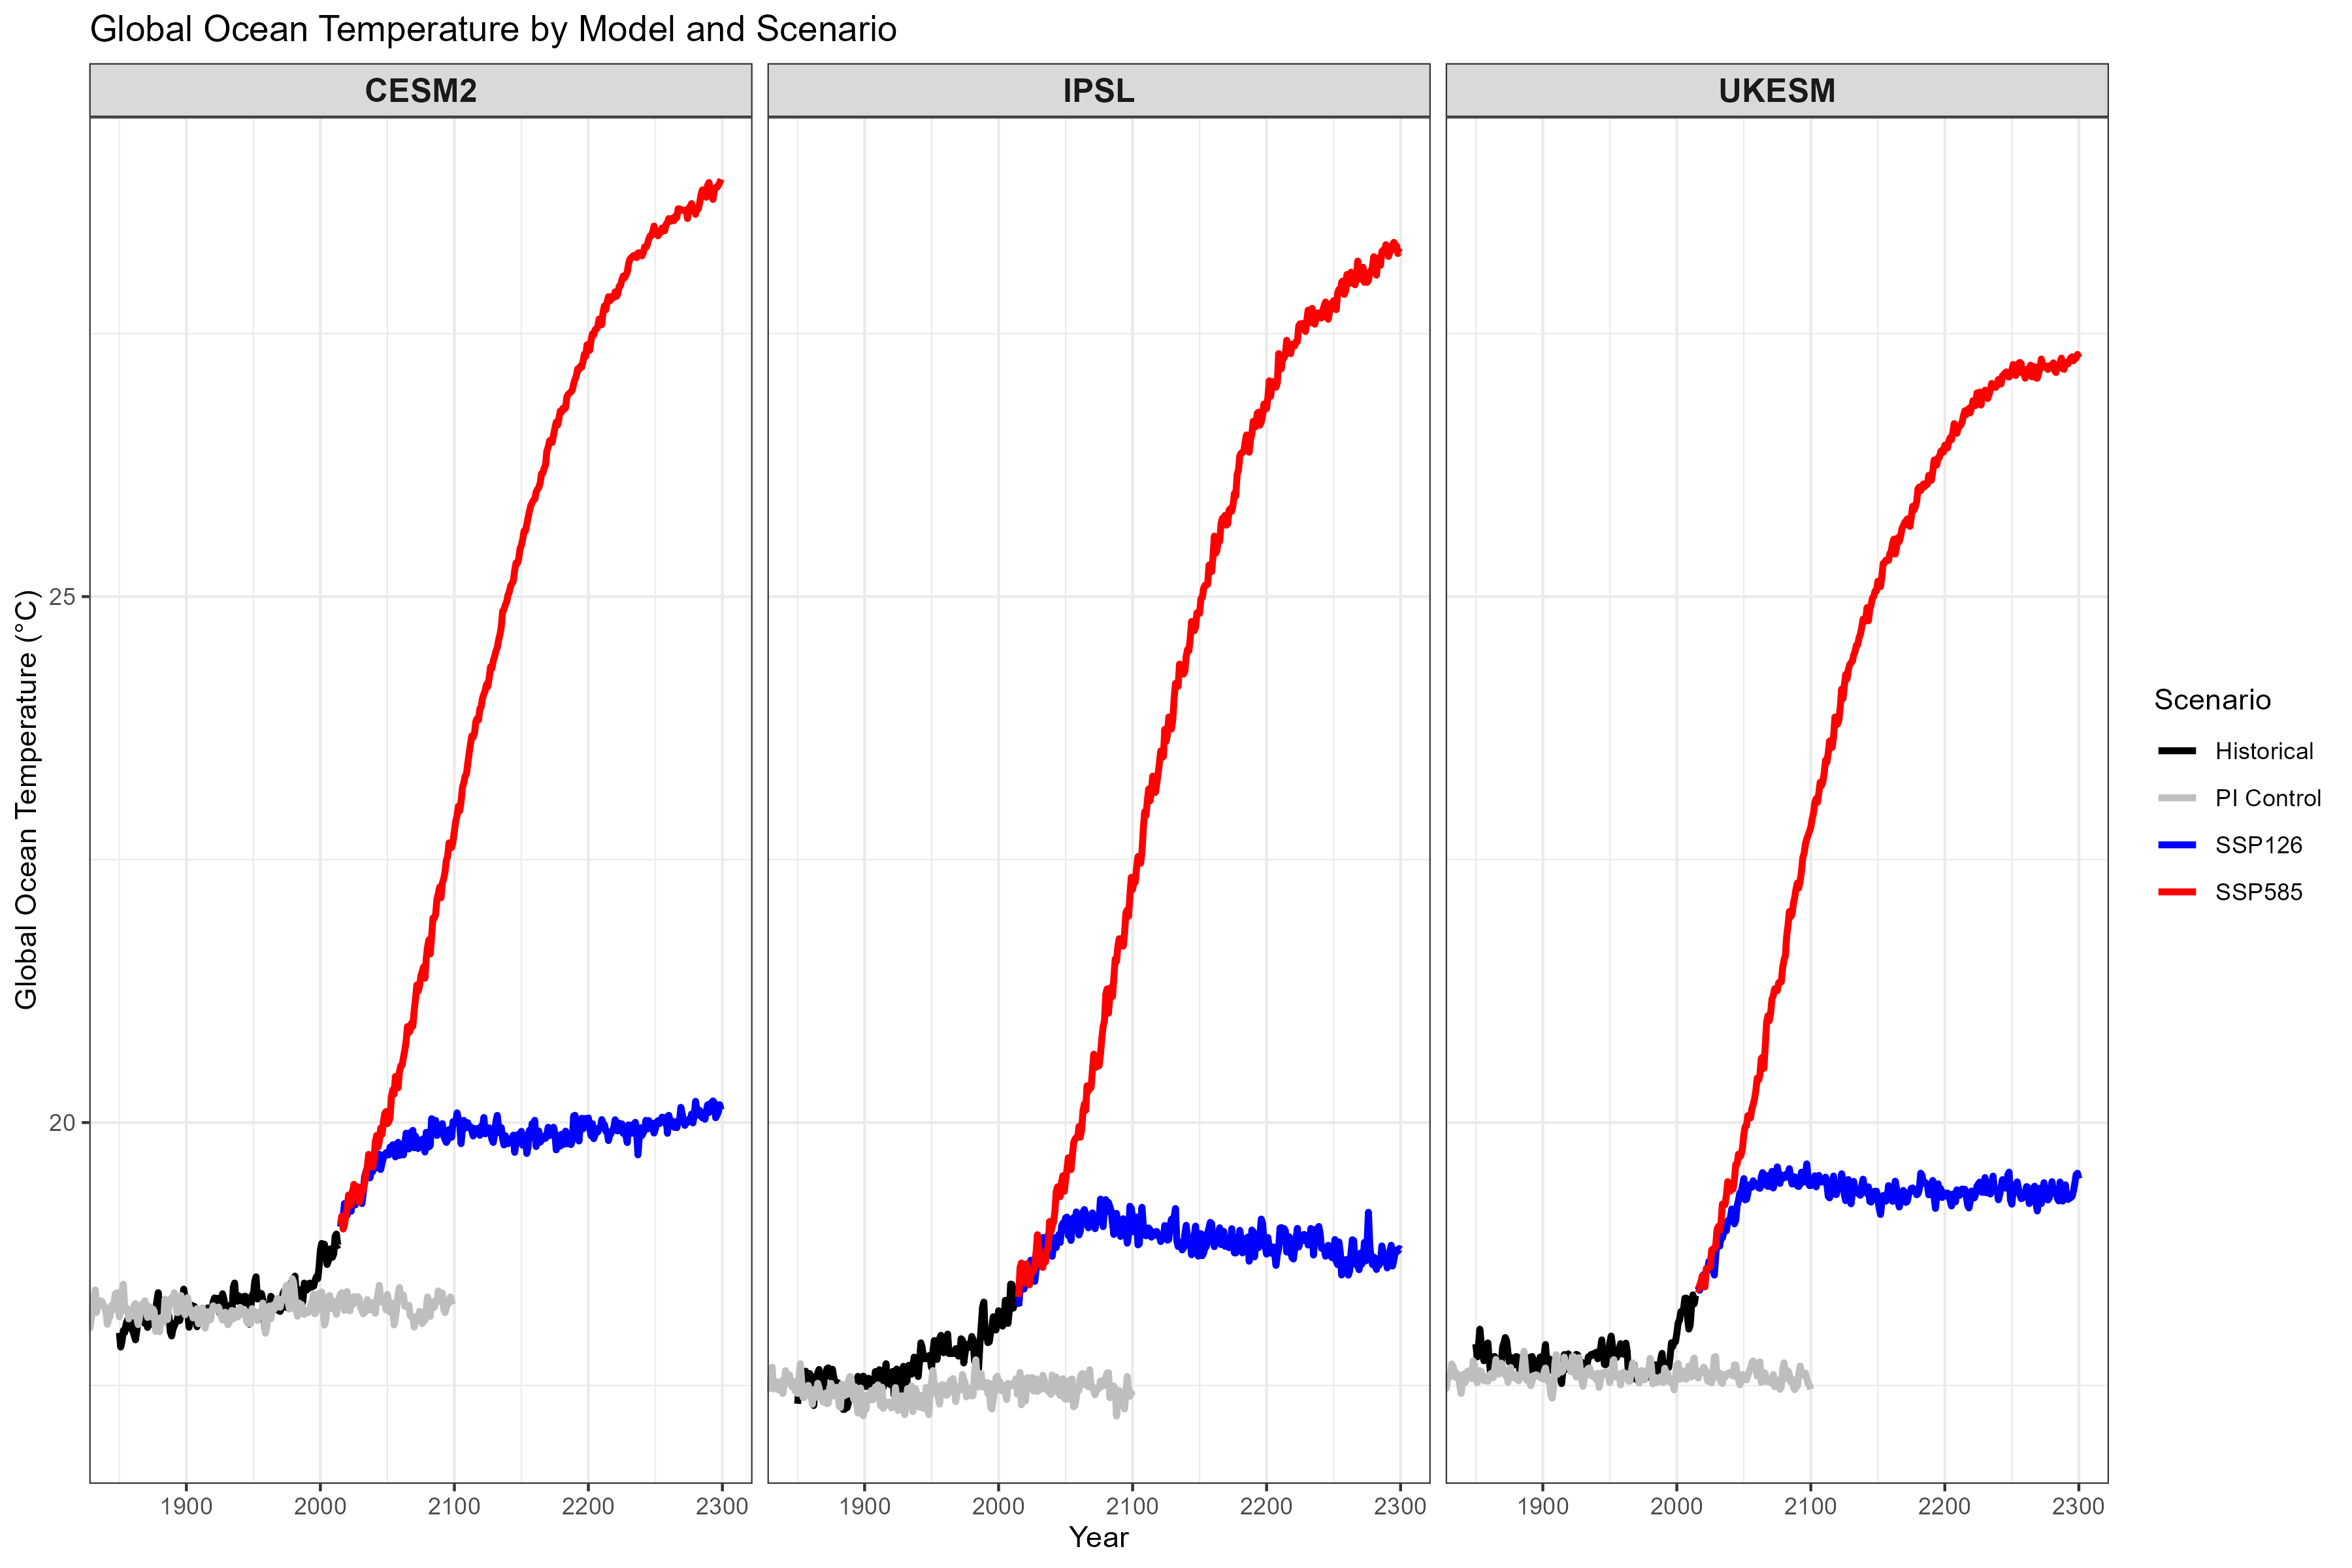 Global Ocean Temperature by Model and Scenario
CESM2
IPSL
UKESM
Global Ocean Temperature (°C)
25
20
1900 2000 2100 2200 2300
1900 2000 2100 2200 2300
1900 2000 2100 2200 2300
Year
Scenario
Historical
PI Control
SSP126
SSP585